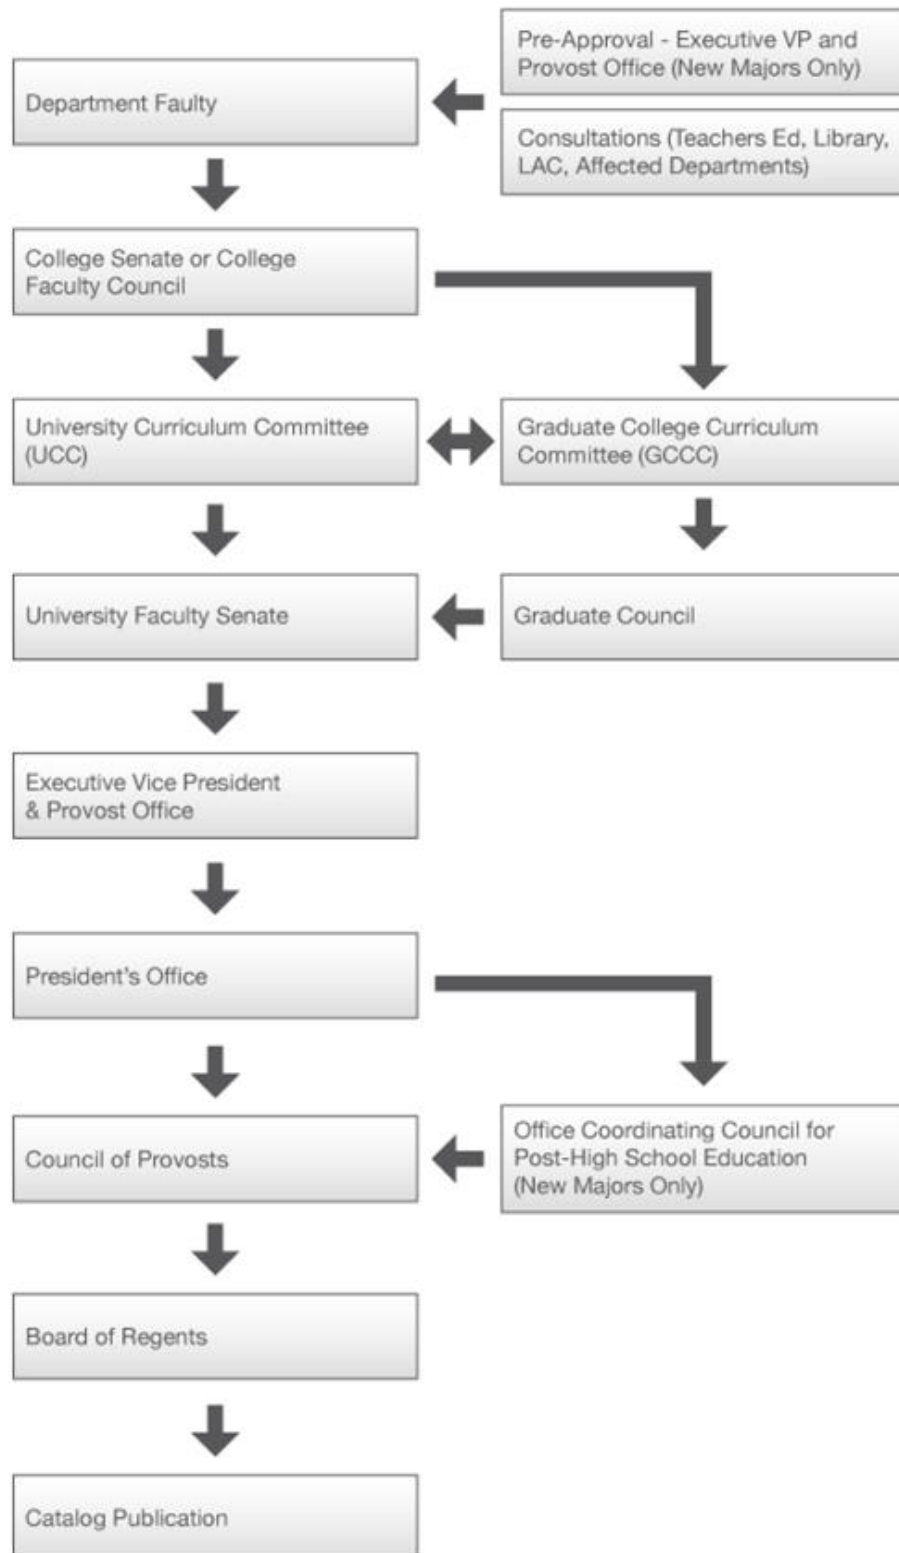 Pre-Approval - Executive VP and
Provost Office (New Majors Only)
Department Faulty
Consultations (Teachers Ed, Library,
LAC, Affected Departments)
College Senate or College
Faculty Council
University Curriculum Committee
(UCC)
Graduate College Curriculum
Committee (GCCC)
University Faculty Senate
Graduate Council
Executive Vice President
& Provost Office
President’s Office
Office Coordinating Council for
Post-High School Education
(New Majors Only)
Council of Provosts
Board of Regents
Catalog Publication